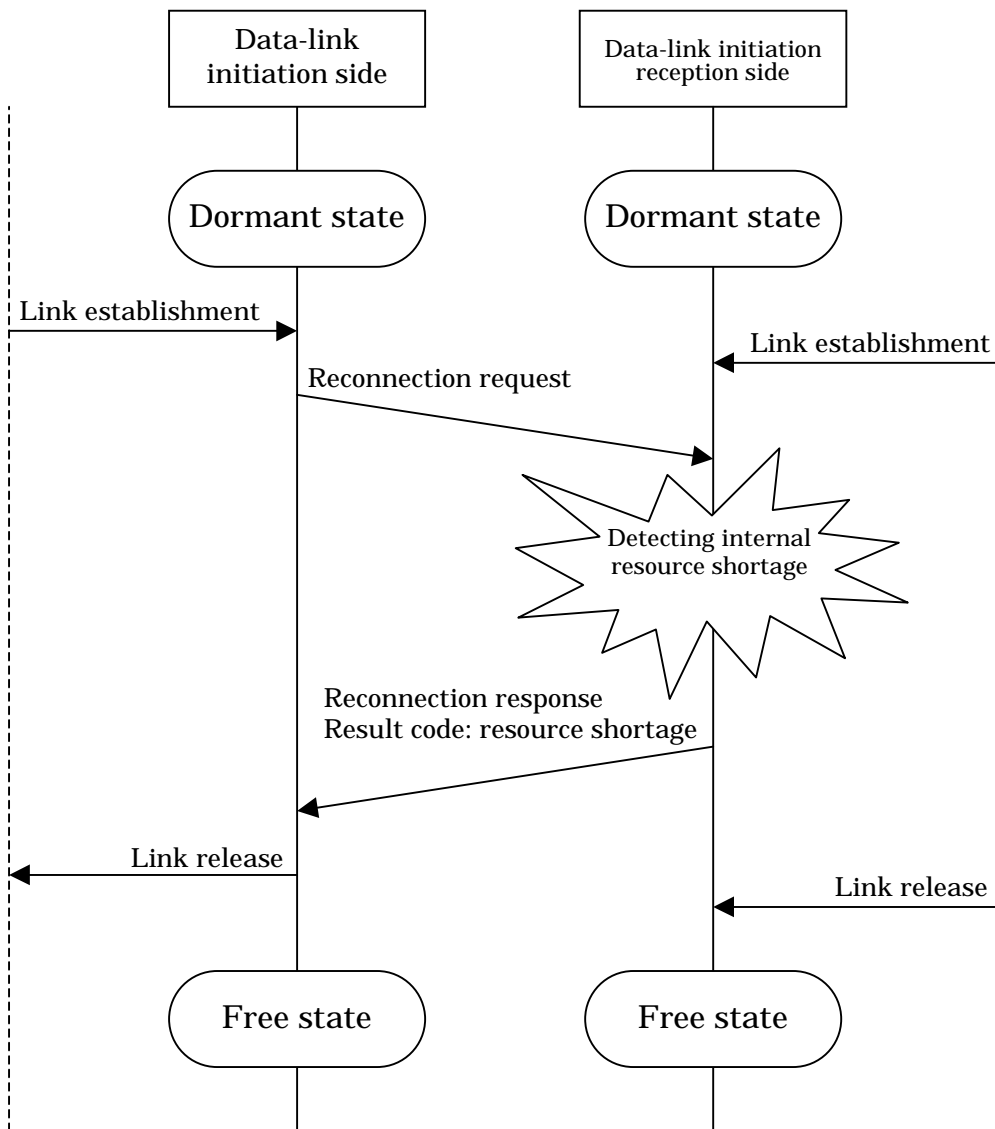 Data-link
initiation side
Data-link initiation
reception side
Dormant state
Dormant state
Link establishment
Link establishment
Reconnection request
Detecting internal
resource shortage
Reconnection response
Result code: resource shortage
Link release
Link release
Free state
Free state